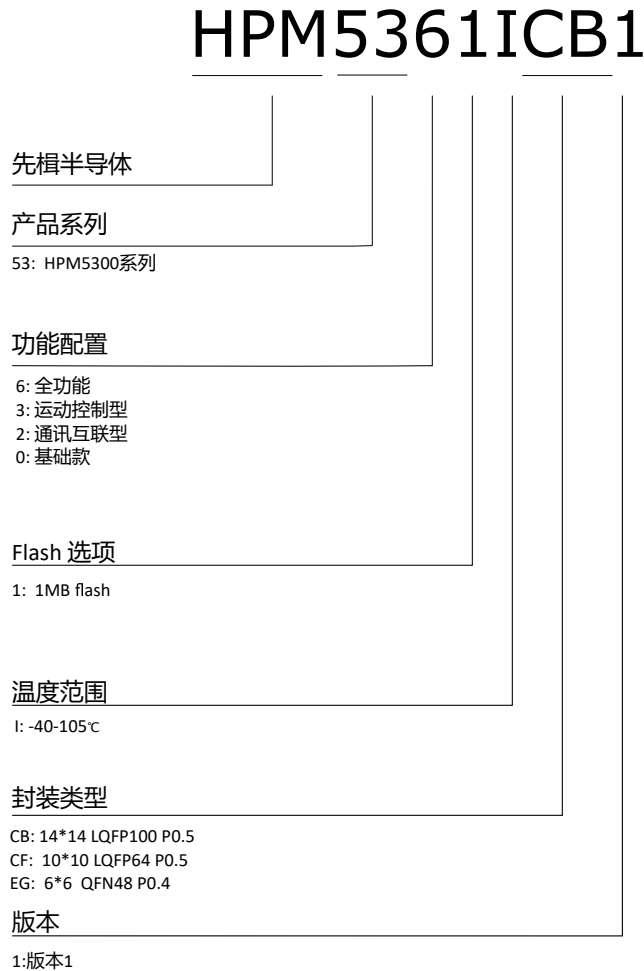 HPM5361ICB1
先楫半导体
产品系列
53: HPM5300系列
功能配置
6: 全功能
3: 运动控制型
2: 通讯互联型
0: 基础款
Flash 选项
1: 1MB flash
温度范围
I: -40-105℃
封装类型
CB: 14*14 LQFP100 P0.5
CF: 10*10 LQFP64 P0.5
EG: 6*6 QFN48 P0.4
版本
1:版本1